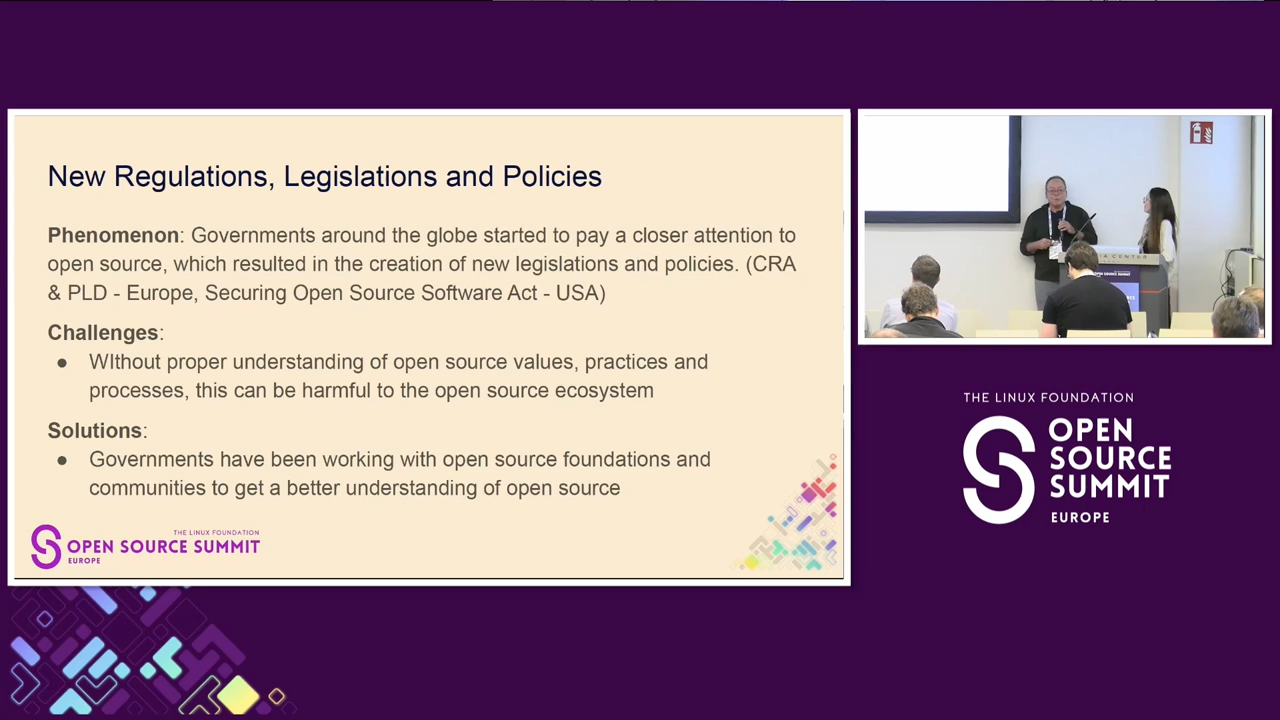 New Regulations, Legislations and Policies
Phenomenon: Governments around the globe started to pay a closer attention to
open source, which resulted in the creation of new legislations and policies. (CRA
& PLD - Europe, Securing Open Source Software Act - USA)
Challenges:
● WIthout proper understanding of open source values, practices and
processes, this can be harmful to the open source ecosystem
Solutions:
● Governments have been working with open source foundations and
communities to get a better understanding of open source
THE LINUX FOUNDATION
OPEN SOURCE SUMMIT
EUROPE
CENTER
OPEN SOURCE SUMMIT
THE LINUX FOUNDATION
OPEN
SOURCE
SUMMIT
EUROPE